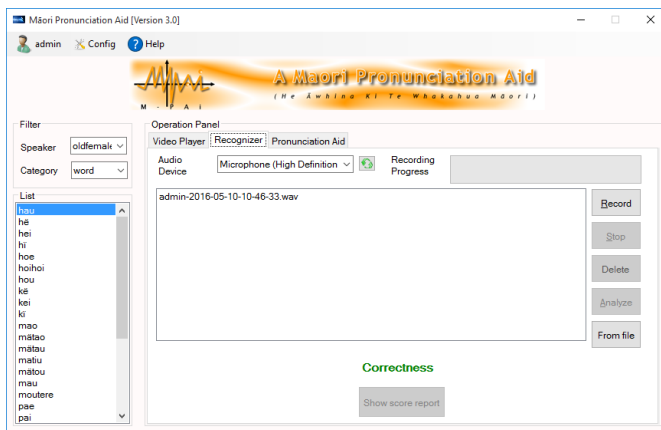 Māori Pronunciation Aid [Version 3.0]
admin Config Help
A Maori Pronunciation Aid
(He Āwhina Ki Te Whakahua Māori)
M - P A i
Filter
Speaker oldfemale
Category word
List
hau
hē
hei
hī
hoe
hoihoi
hou
kē
kei
kī
mao
mātao
mātau
matiu
mātou
mau
moutere
pae
pai
Operation Panel
Video Player Recognizer Pronunciation Aid
Audio Device Microphone (High Definition Recording Progress
admin-2016-05-10-10-46-33.wav
Record
Stop
Delete
Analyze
From file
Correctness
Show score report